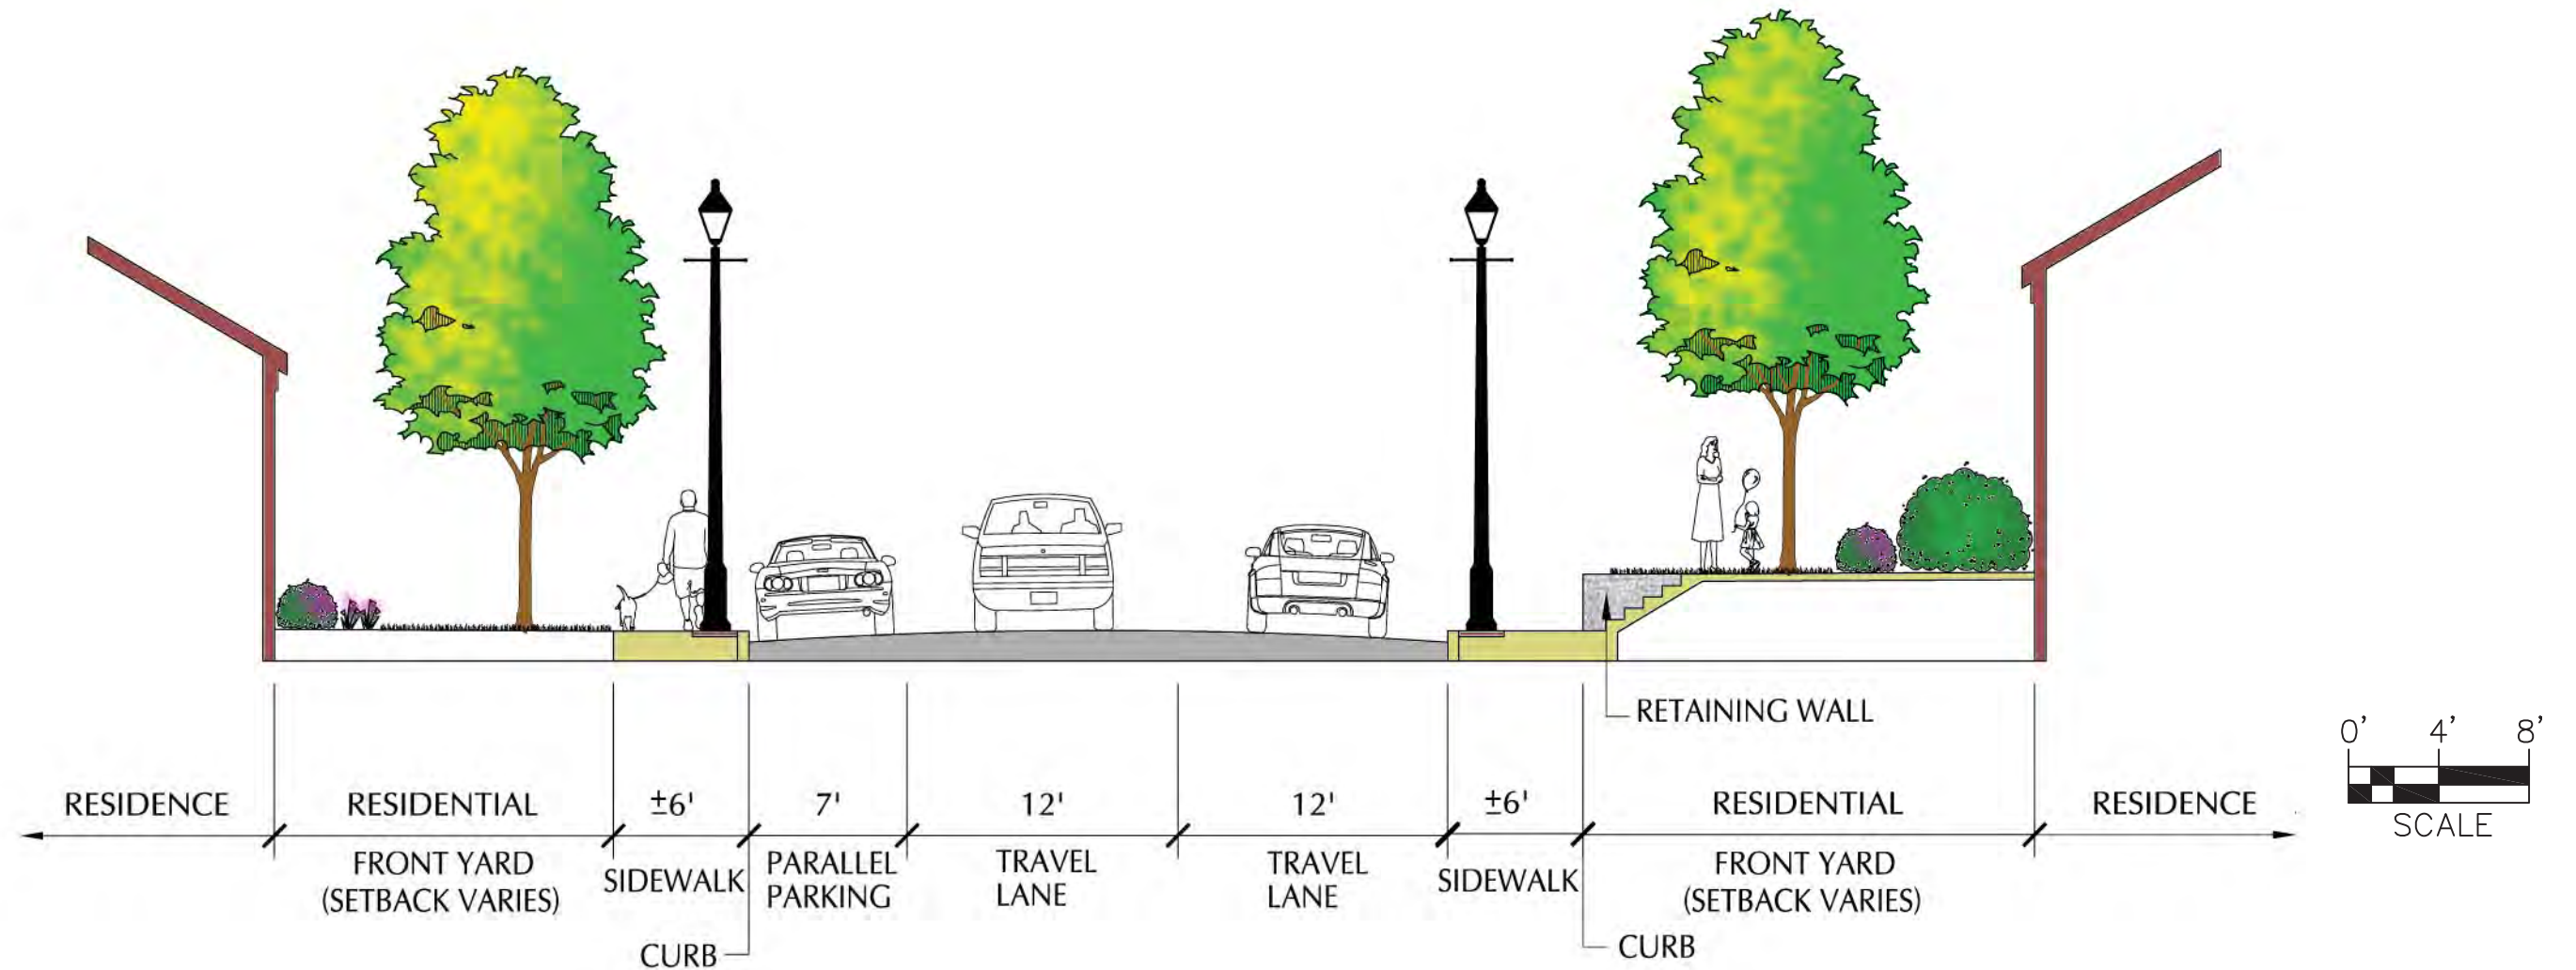 RETAINING WALL
0' 4' 8'
SCALE
RESIDENCE
RESIDENTIAL
FRONT YARD
(SETBACK VARIES)
±6'
SIDEWALK
CURB
7'
PARALLEL
PARKING
12'
TRAVEL
LANE
12'
TRAVEL
LANE
±6'
SIDEWALK
CURB
RESIDENTIAL
FRONT YARD
(SETBACK VARIES)
RESIDENCE